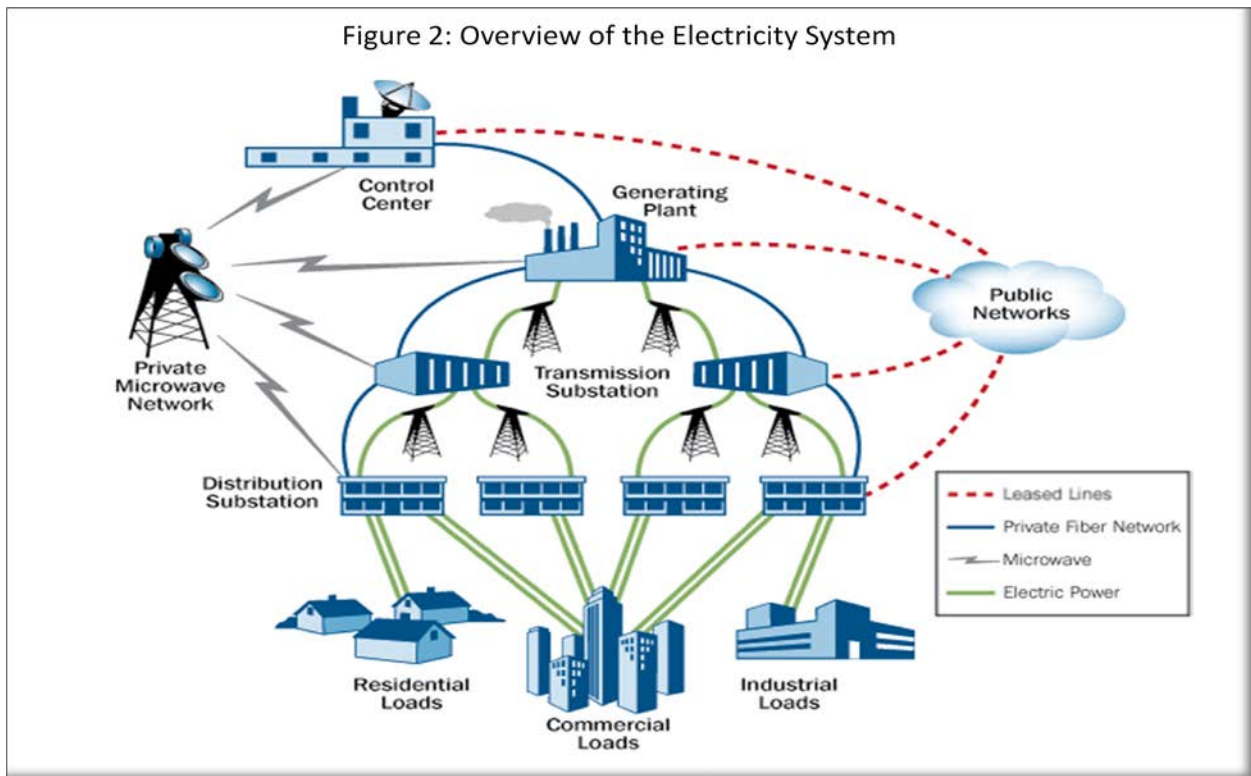 Figure 2: Overview of the Electricity System
Control
Center
Generating
Plant
Public
Networks
Private
Microwave
Network
Transmission
Substation
Distribution
Substation
Leased Lines
Private Fiber Network
Microwave
Electric Power
Residential
Loads
Commercial
Loads
Industrial
Loads